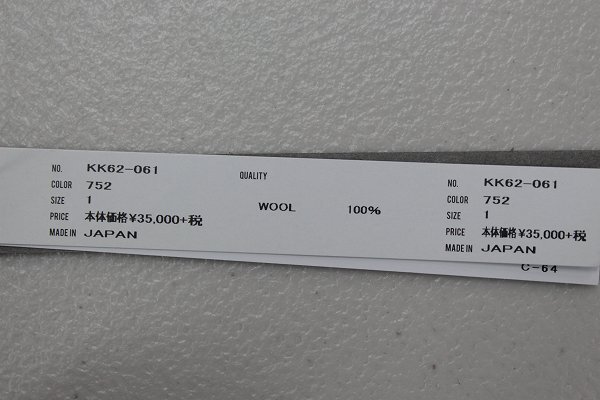 NO. KK62-061
COLOR 752
SIZE 1
PRICE 本体価格¥35,000+税
MADE IN JAPAN
QUALITY
WOOL 100%
NO. KK62-061
COLOR 752
SIZE 1
PRICE 本体価格¥35,000+税
MADE IN JAPAN
C-64